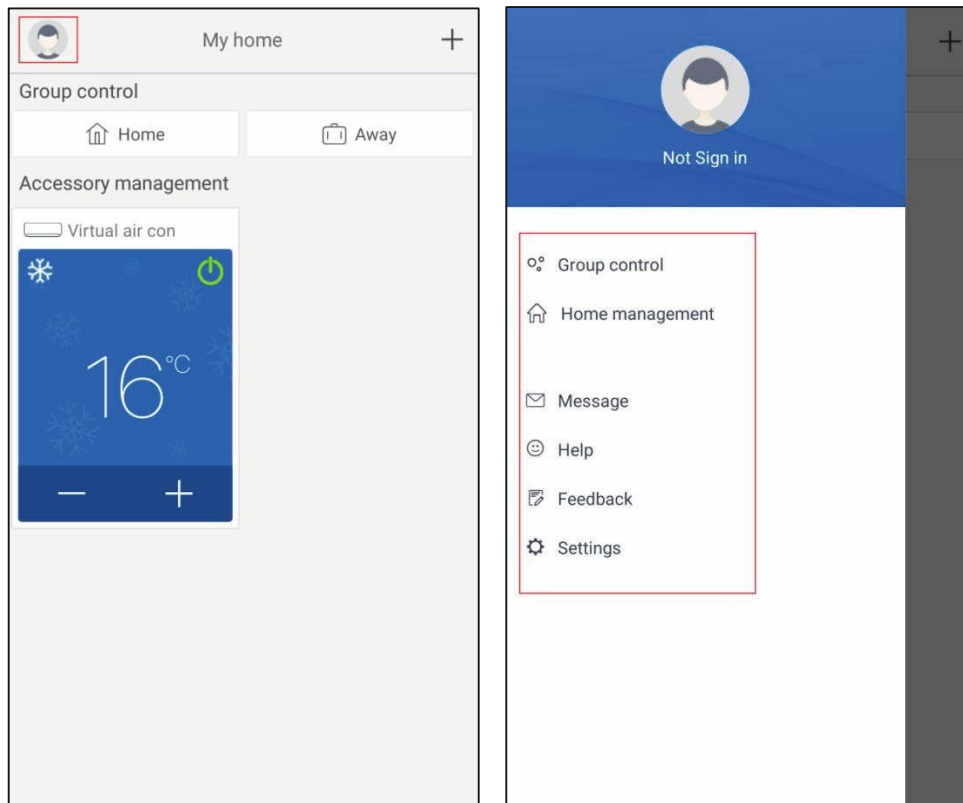 My home
Group control
Home
Away
Accessory management
Virtual air con
16°C
Not Sign in
Group control
Home management
Message
Help
Feedback
Settings